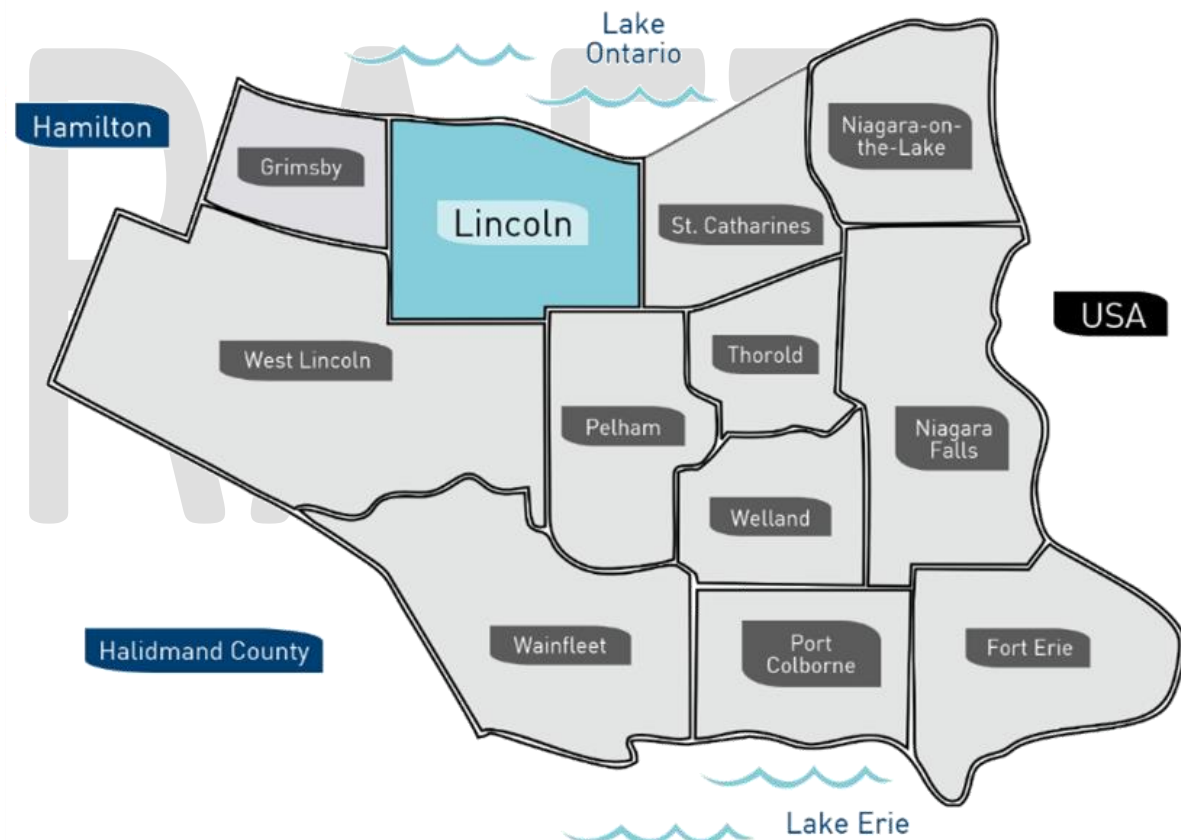 Lake
Ontario
Hamilton
Niagara-on-
the-Lake
Grimsby
Lincoln
St. Catharines
USA
West Lincoln
Thorold
Pelham
Niagara
Falls
Welland
Halidmand County
Wainfleet
Port
Colborne
Fort Erie
Lake Erie